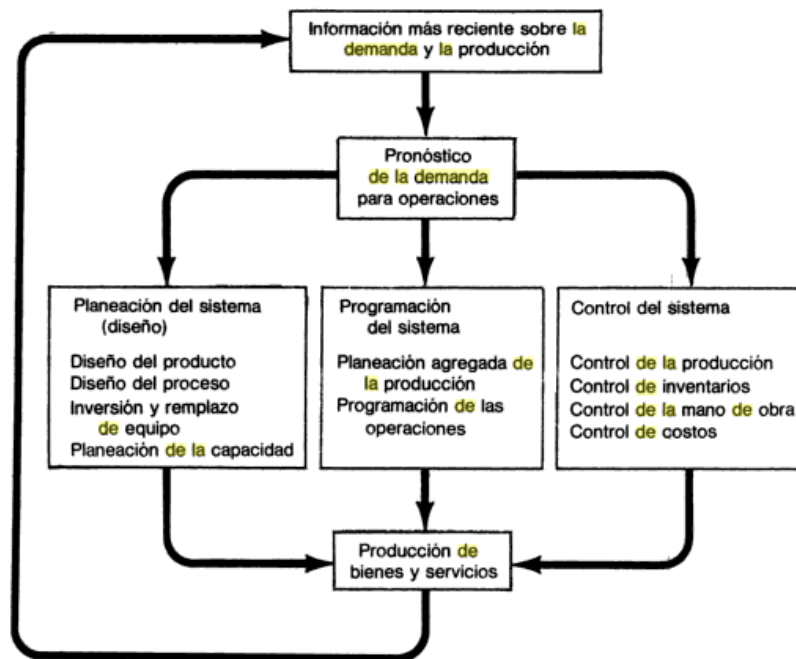 Información más reciente sobre la
demanda y la producción
Pronóstico
de la demanda
para operaciones
Planeación del sistema
(diseño)
Diseño del producto
Diseño del proceso
Inversión y remplazo
de equipo
Planeación de la capacidad
Programación
del sistema
Planeación agregada de
la producción
Programación de las
operaciones
Control del sistema
Control de la producción
Control de inventarios
Control de la mano de obra
Control de costos
Producción de
bienes y servicios